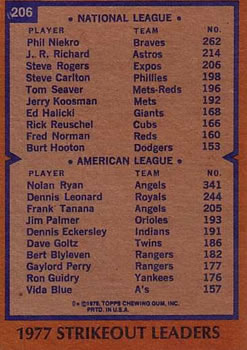 206
NATIONAL LEAGUE
PLAYER TEAM NO.
Phil Niekro Braves 262
J. R. Richard Astros 214
Steve Rogers Expos 206
Steve Carlton Phillies 198
Tom Seaver Mets-Reds 196
Jerry Koosman Mets 192
Ed Halicki Giants 168
Rick Reuschel Cubs 166
Fred Norman Reds 160
Burt Hooton Dodgers 153
AMERICAN LEAGUE
PLAYER TEAM NO.
Nolan Ryan Angels 341
Dennis Leonard Royals 244
Frank Tanana Angels 205
Jim Palmer Orioles 193
Dennis Eckersley Indians 191
Dave Goltz Twins 186
Bert Blyleven Rangers 182
Gaylord Perry Rangers 177
Ron Guidry Yankees 176
Vida Blue A's 157
© 1978, TOPPS CHEWING GUM, INC.
PRTD. IN U.S.A.
1977 STRIKEOUT LEADERS